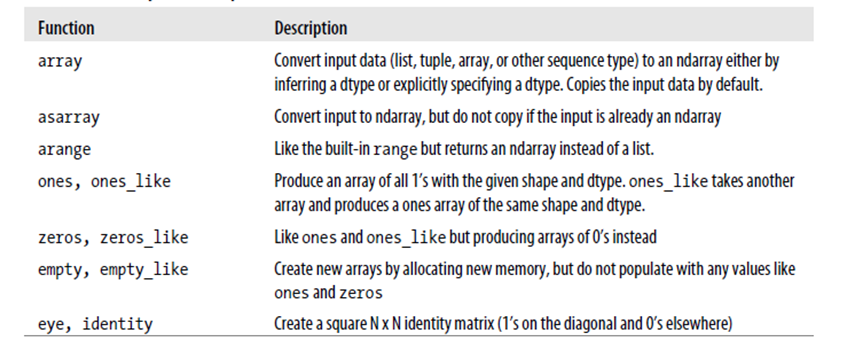 Function Description
array Convert input data (list, tuple, array, or other sequence type) to an ndarray either by
inferring a dtype or explicitly specifying a dtype. Copies the input data by default.
asarray Convert input to ndarray, but do not copy if the input is already an ndarray
arange Like the built-in range but returns an ndarray instead of a list.
ones, ones_like Produce an array of all 1's with the given shape and dtype. ones_like takes another
array and produces a ones array of the same shape and dtype.
zeros, zeros_like Like ones and ones_like but producing arrays of 0's instead
empty, empty_like Create new arrays by allocating new memory, but do not populate with any values like
ones and zeros
eye, identity Create a square N x N identity matrix (1's on the diagonal and 0's elsewhere)